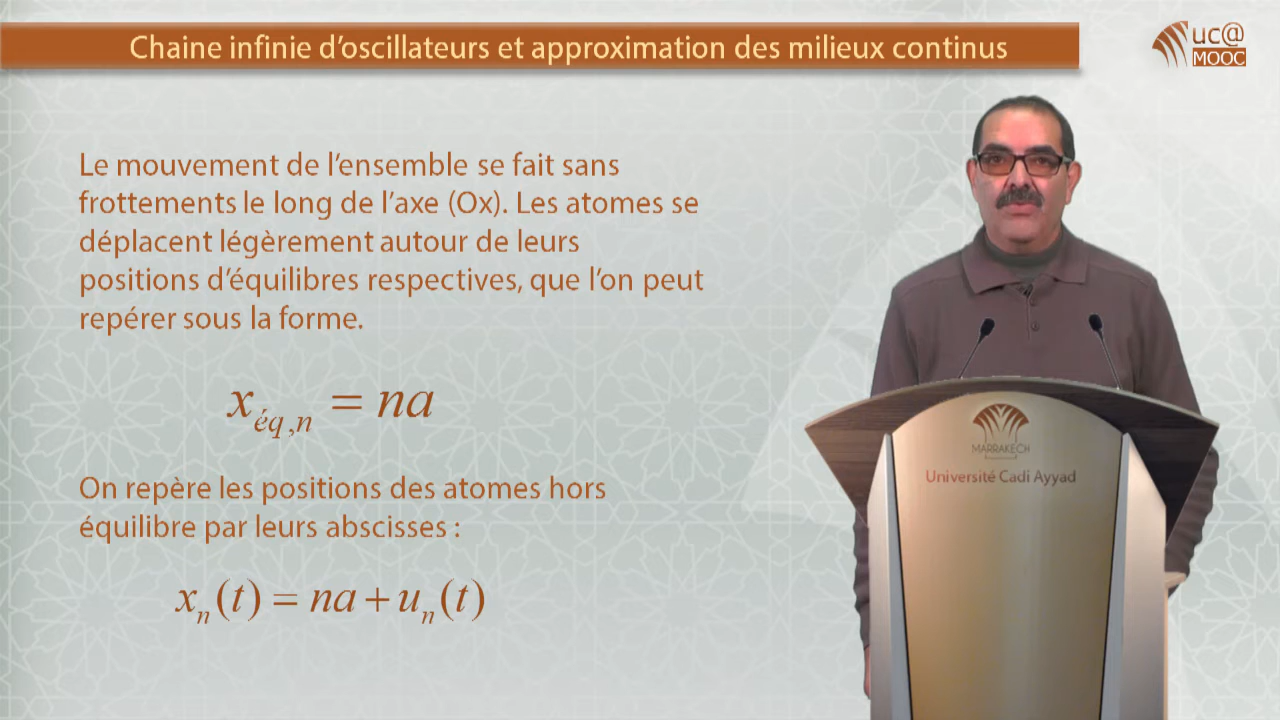 Chaine infinie d'oscillateurs et approximation des milieux continus
uc@
MOOC
Le mouvement de l'ensemble se fait sans
frottements le long de l'axe (Ox). Les atomes se
déplacent légèrement autour de leurs
positions d'équilibres respectives, que l'on peut
repérer sous la forme.
x_{éq,n} = na
On repère les positions des atomes hors
équilibre par leurs abscisses :
x_n(t) = na + u_n(t)
MARRAKECH
Université Cadi Ayyad